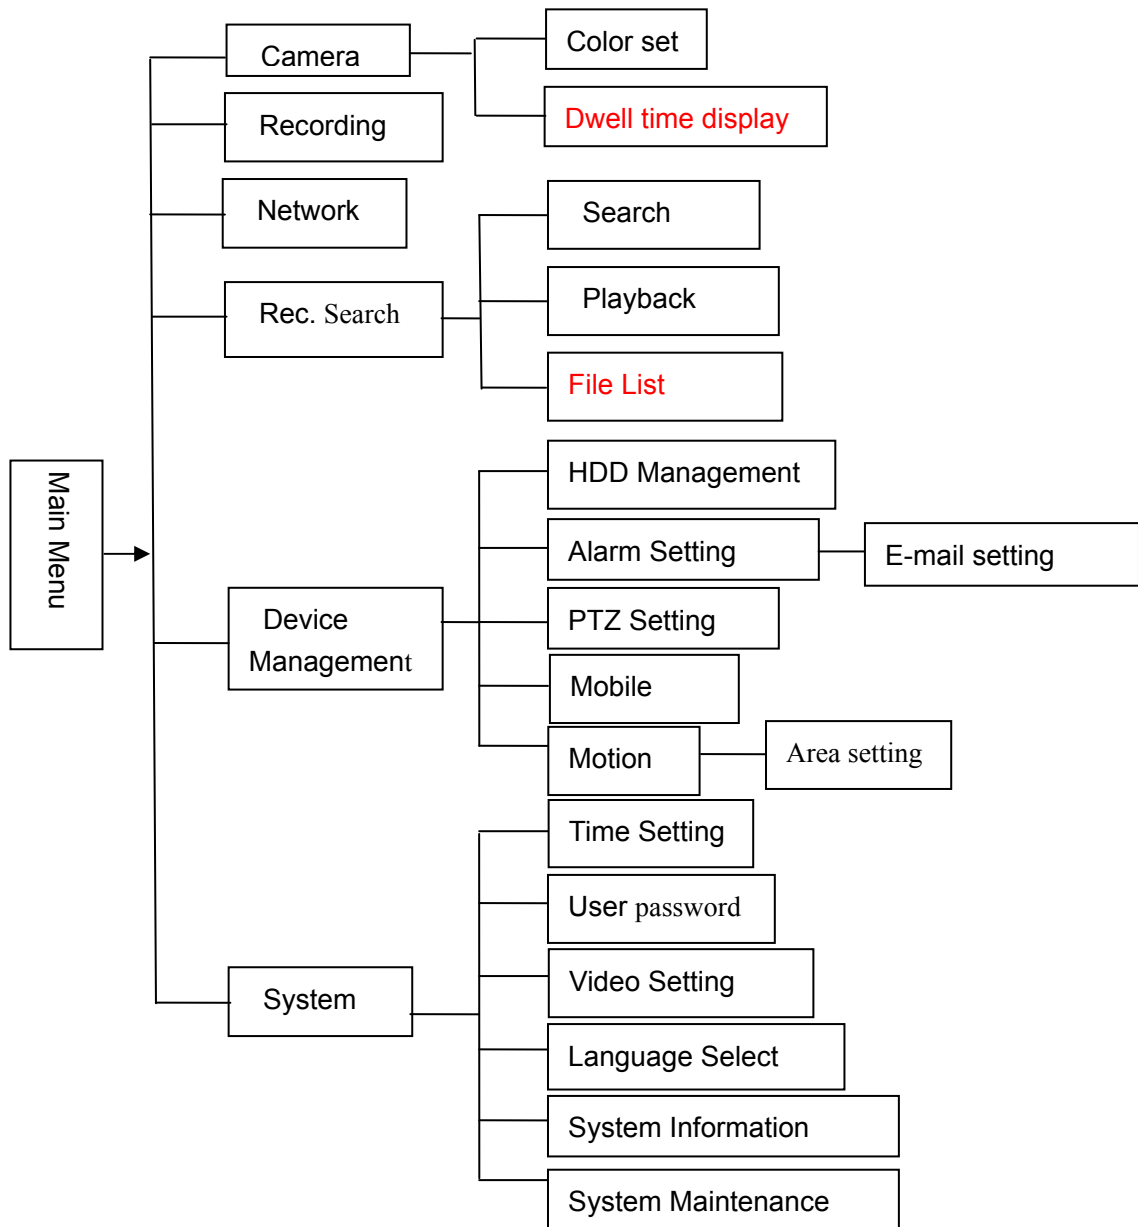 Main Menu
Camera
Color set
Dwell time display
Recording
Network
Rec. Search
Search
Playback
File List
Device
Management
HDD Management
Alarm Setting
E-mail setting
PTZ Setting
Mobile
Motion
Area setting
System
Time Setting
User password
Video Setting
Language Select
System Information
System Maintenance